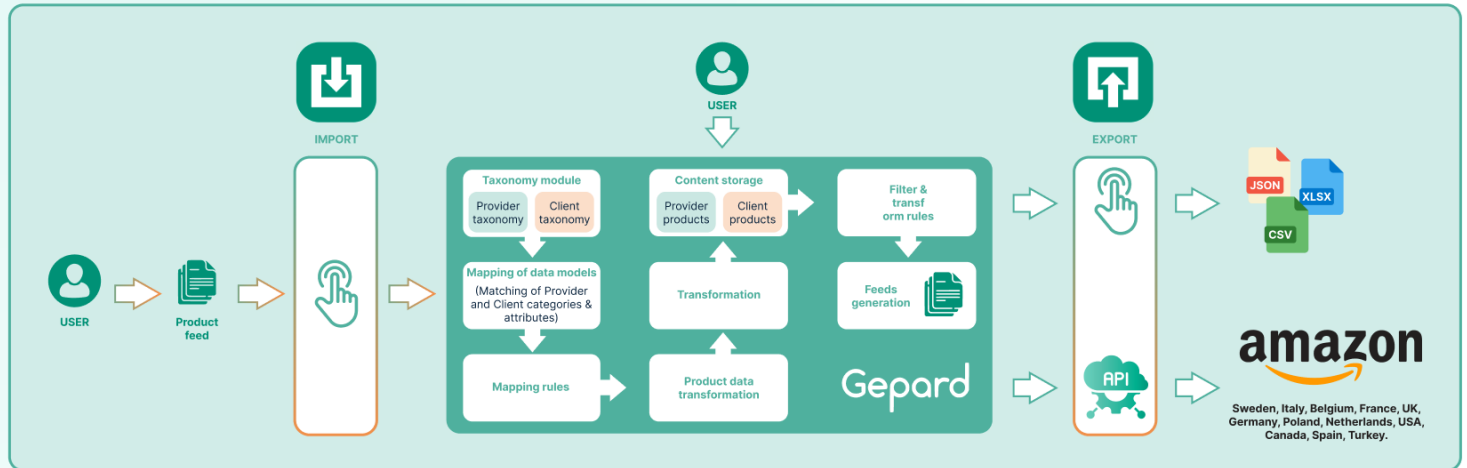 IMPORT
USER
EXPORT
USER
Product
feed
Taxonomy module
Provider
taxonomy
Client
taxonomy
Mapping of data models
(Matching of Provider
and Client categories &
attributes)
Mapping rules
Product data
transformation
Transformation
Content storage
Provider
products
Client
products
Filter &
transf
orm rules
Feeds
generation
Gepard
API
JSON
XLSX
CSV
amazon
Sweden, Italy, Belgium, France, UK,
Germany, Poland, Netherlands, USA,
Canada, Spain, Turkey.